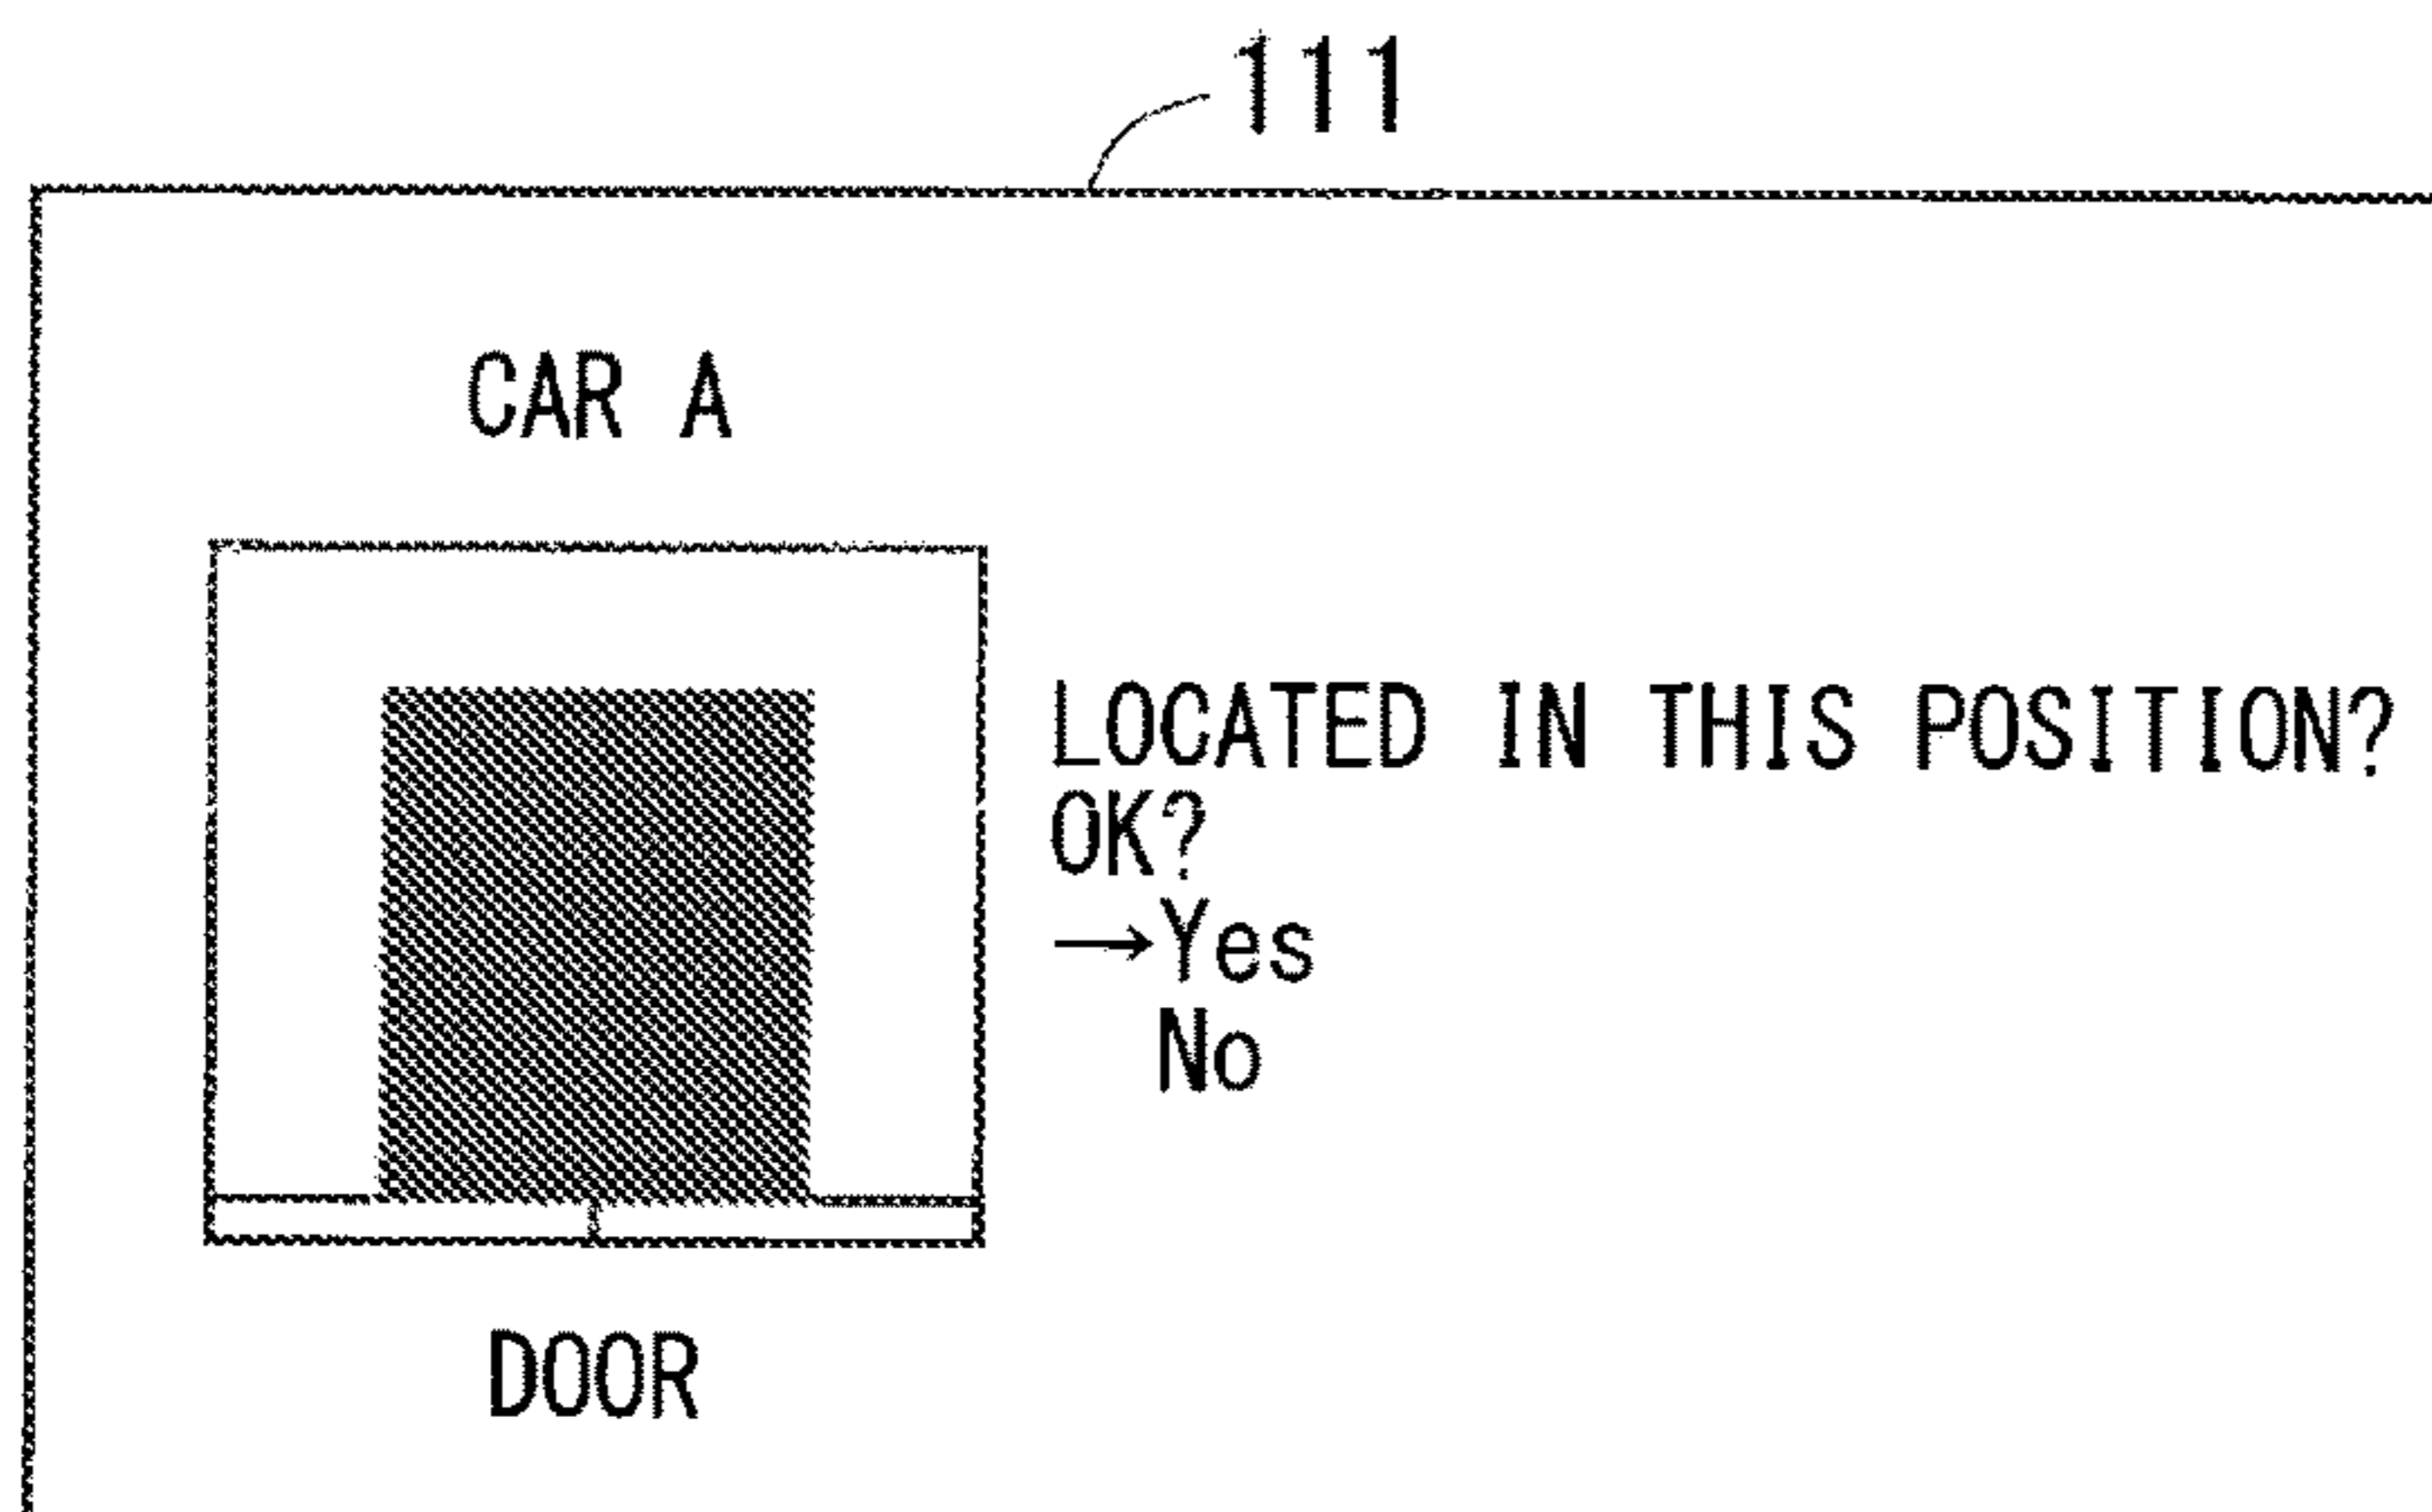 111
CAR A
LOCATED IN THIS POSITION?
OK?
→Yes
No
DOOR